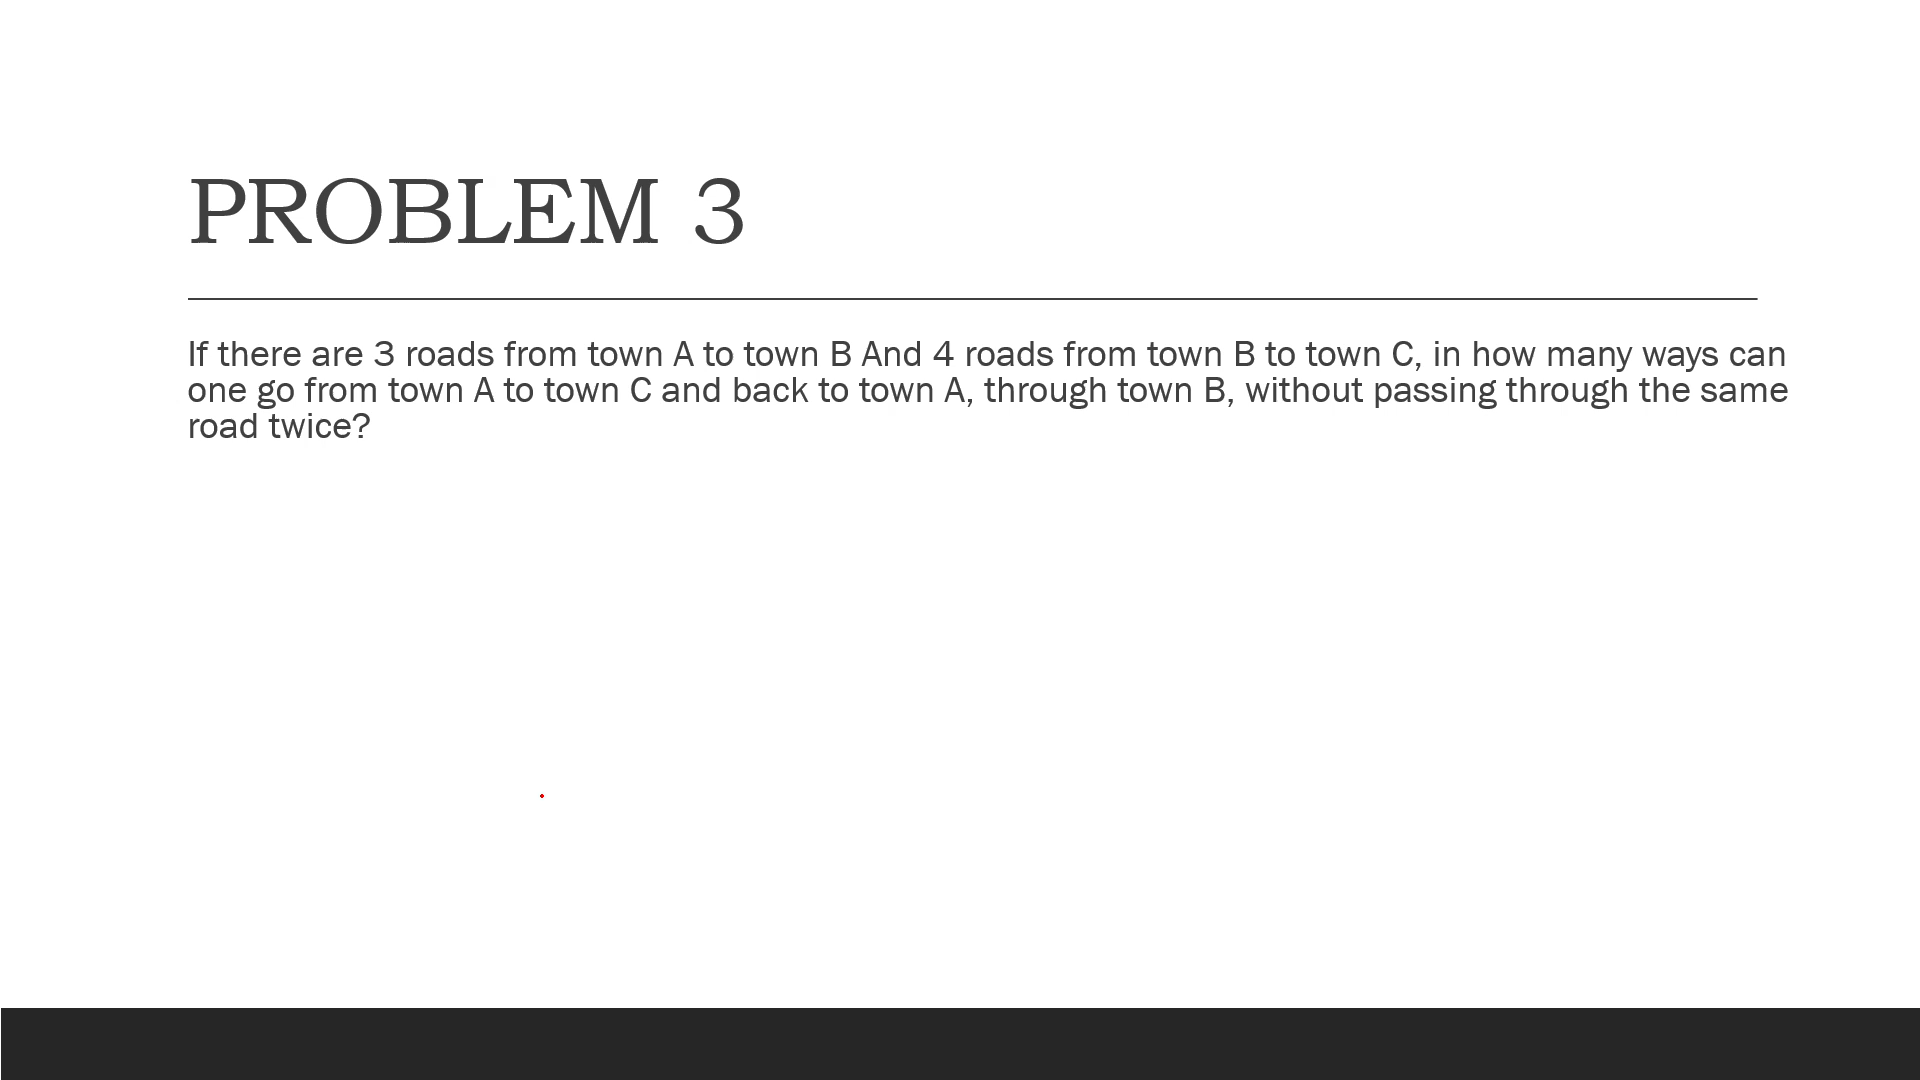 PROBLEM 3
If there are 3 roads from town A to town B And 4 roads from town B to town C, in how many ways can
one go from town A to town C and back to town A, through town B, without passing through the same
road twice?